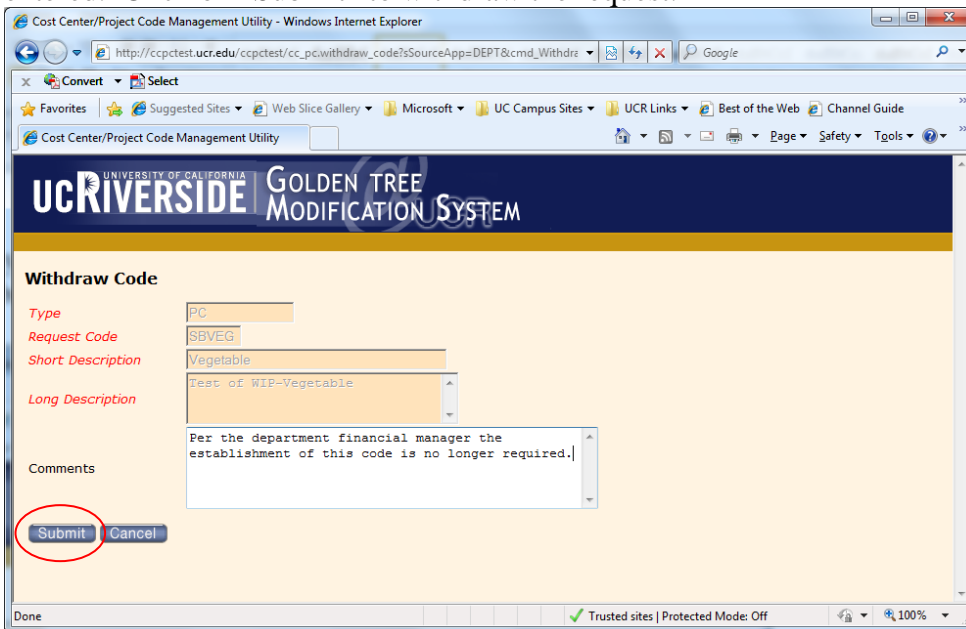 Cost Center/Project Code Management Utility - Windows Internet Explorer
http://ccpctest.ucr.edu/ccpctest/cc_pc.withdraw_code?sSourceApp=DEPT&cmd_Withdra
Google
x Convert Select
Favorites Suggested Sites Web Slice Gallery Microsoft UC Campus Sites UCR Links Best of the Web Channel Guide »
Cost Center/Project Code Management Utility Page Safety Tools »
UNIVERSITY OF CALIFORNIA
UCRIVERSIDE
GOLDEN TREE
MODIFICATION SYSTEM
@UCR
Withdraw Code
Type PC
Request Code SBVEG
Short Description Vegetable
Long Description Test of WIP-Vegetable
Comments Per the department financial manager the
establishment of this code is no longer required.
Submit Cancel
Done Trusted sites | Protected Mode: Off 100%